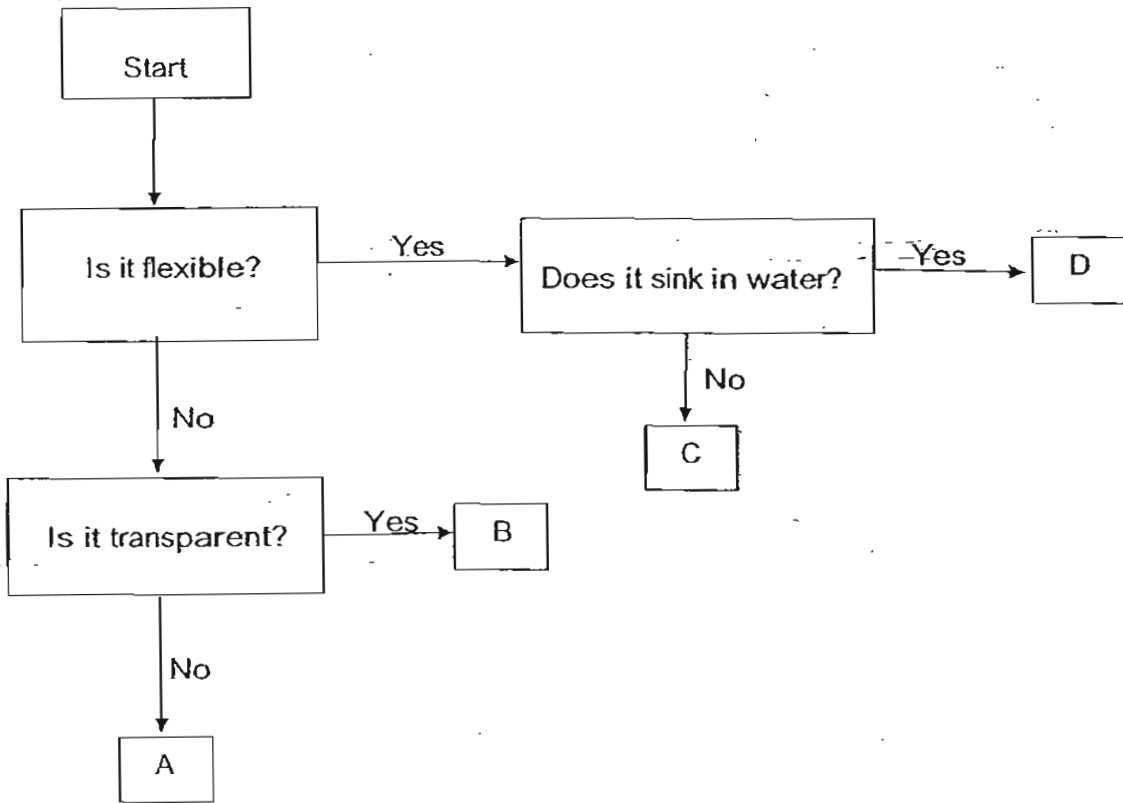 Start
Is it flexible?
Yes
Does it sink in water?
Yes
D
No
No
C
Is it transparent?
Yes
B
No
A